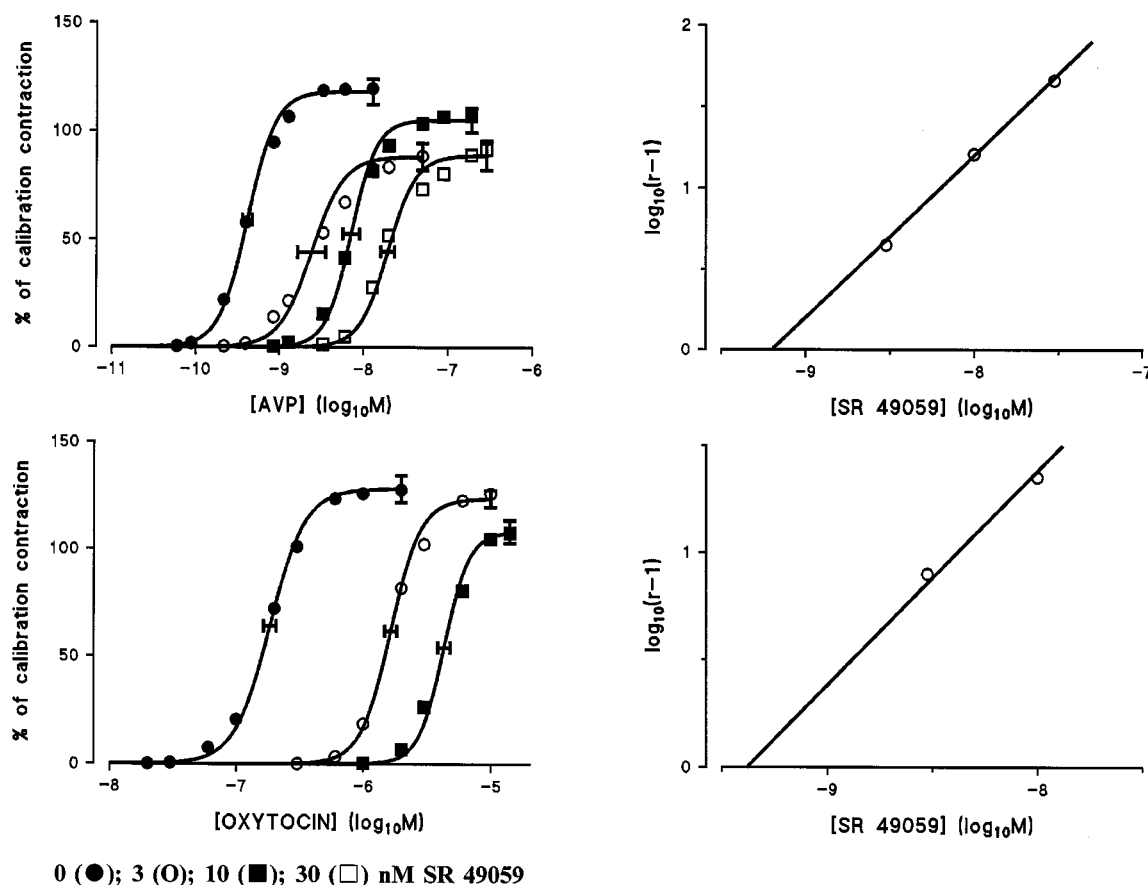 % of calibration contraction
150
100
50
0
−11 −10 −9 −8 −7 −6
[AVP] (log₁₀M)
log₁₀(r−1)
2
1
0
−9 −8 −7
[SR 49059] (log₁₀M)
% of calibration contraction
150
100
50
0
−8 −7 −6 −5
[OXYTOCIN] (log₁₀M)
log₁₀(r−1)
1
0
−9 −8
[SR 49059] (log₁₀M)
0 (●); 3 (O); 10 (■); 30 (□) nM SR 49059